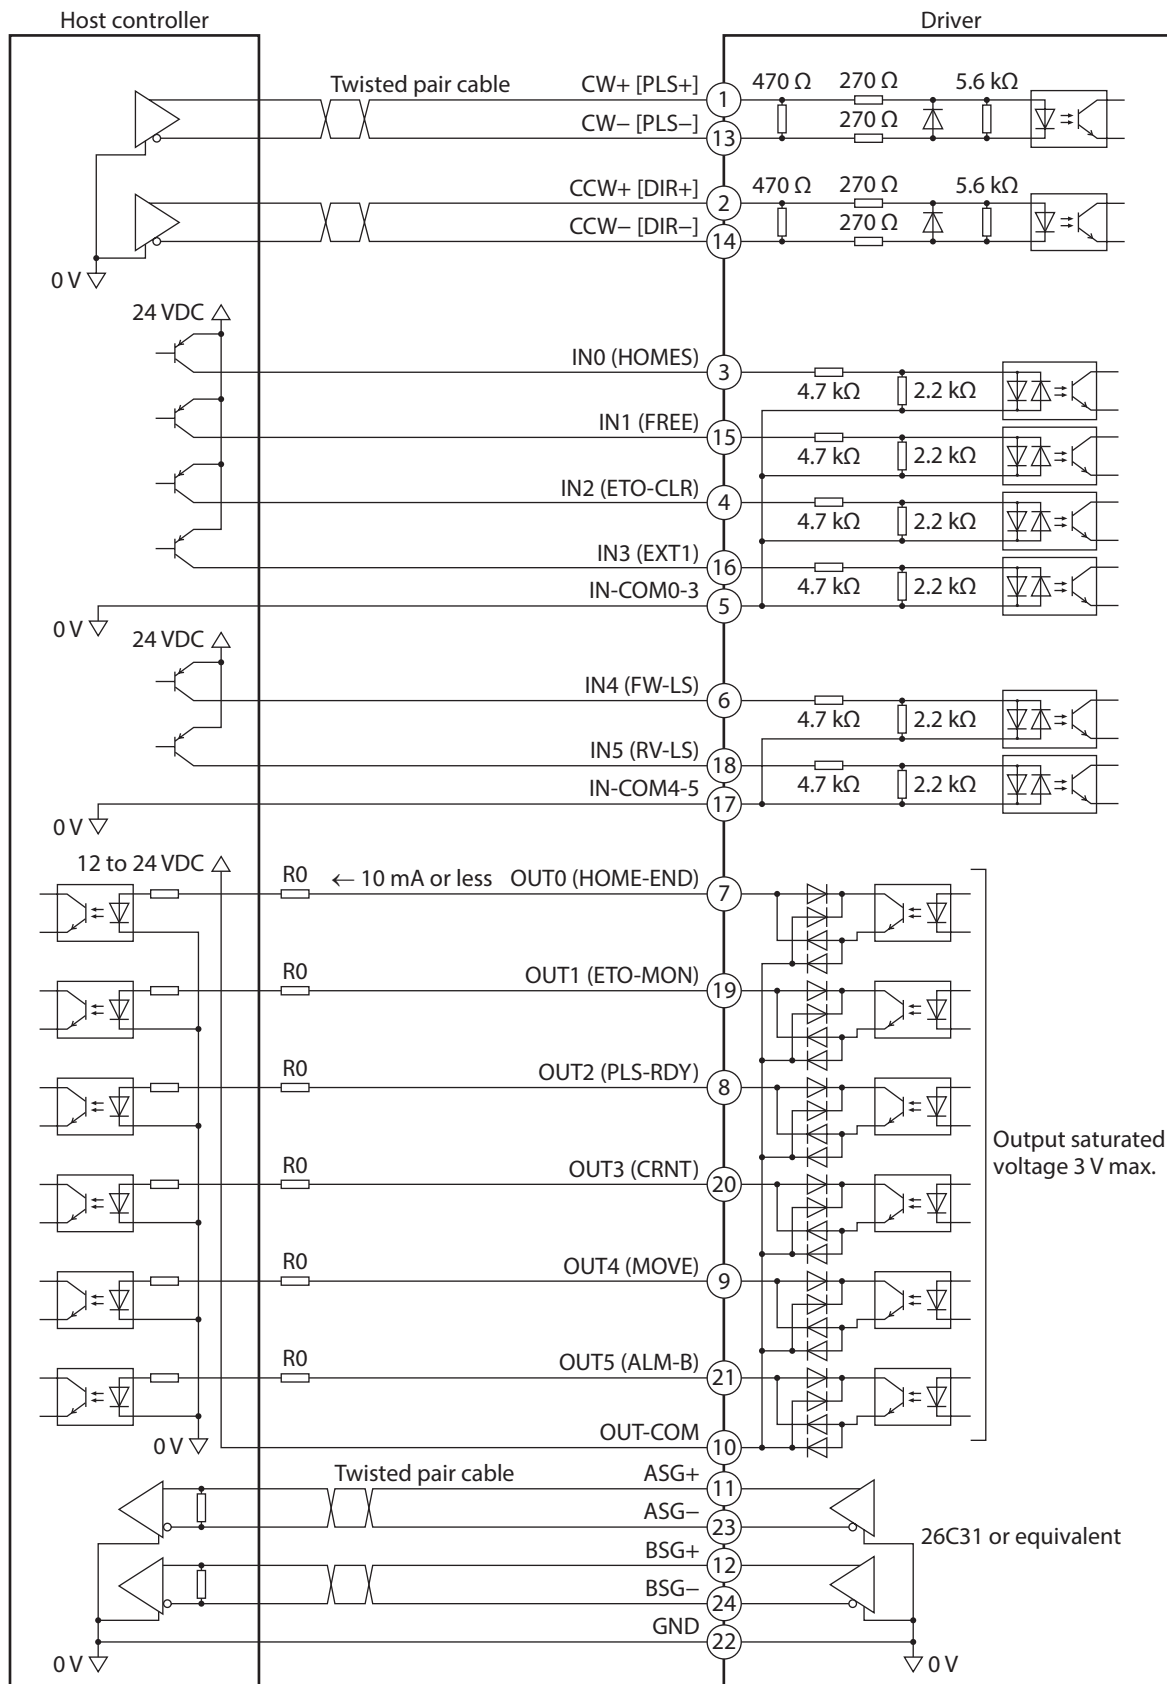 Host controller
Driver
Twisted pair cable
CW+ [PLS+]
1
470 Ω
270 Ω
5.6 kΩ
CW− [PLS−]
13
270 Ω
CCW+ [DIR+]
2
470 Ω
270 Ω
5.6 kΩ
CCW− [DIR−]
14
270 Ω
0 V
24 VDC
IN0 (HOMES)
3
4.7 kΩ
2.2 kΩ
IN1 (FREE)
15
4.7 kΩ
2.2 kΩ
IN2 (ETO-CLR)
4
4.7 kΩ
2.2 kΩ
IN3 (EXT1)
16
4.7 kΩ
2.2 kΩ
IN-COM0-3
5
0 V
24 VDC
IN4 (FW-LS)
6
4.7 kΩ
2.2 kΩ
IN5 (RV-LS)
18
4.7 kΩ
2.2 kΩ
IN-COM4-5
17
0 V
12 to 24 VDC
R0
← 10 mA or less
OUT0 (HOME-END)
7
R0
OUT1 (ETO-MON)
19
R0
OUT2 (PLS-RDY)
8
Output saturated
voltage 3 V max.
R0
OUT3 (CRNT)
20
R0
OUT4 (MOVE)
9
R0
OUT5 (ALM-B)
21
0 V
OUT-COM
10
Twisted pair cable
ASG+
11
ASG−
23
26C31 or equivalent
BSG+
12
BSG−
24
GND
22
0 V
0 V